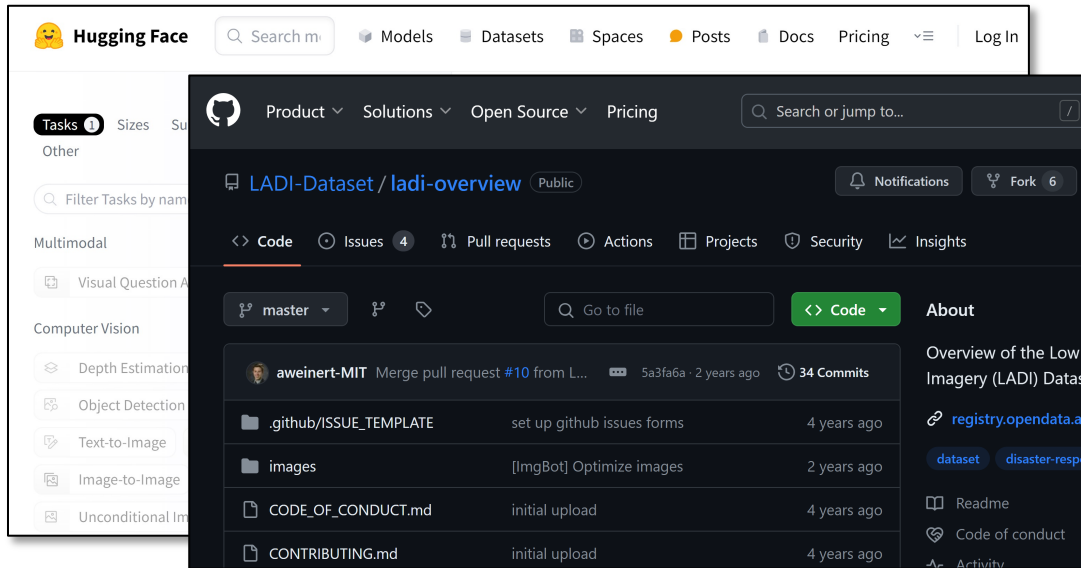 Hugging Face
Search m
Models
Datasets
Spaces
Posts
Docs
Pricing
Log In
Tasks 1
Sizes
Su
Other
Filter Tasks by nam
Multimodal
Visual Question A
Computer Vision
Depth Estimation
Object Detection
Text-to-Image
Image-to-Image
Unconditional Im
Product
Solutions
Open Source
Pricing
Search or jump to...
/
LADI-Dataset / ladi-overview
Public
Notifications
Fork 6
Code
Issues 4
Pull requests
Actions
Projects
Security
Insights
master
Go to file
Code
aweinert-MIT Merge pull request #10 from L... 5a3fa6a · 2 years ago 34 Commits
.github/ISSUE_TEMPLATE set up github issues forms 4 years ago
images [ImgBot] Optimize images 2 years ago
CODE_OF_CONDUCT.md initial upload 4 years ago
CONTRIBUTING.md initial upload 4 years ago
About
Overview of the Low
Imagery (LADI) Datas
registry.opendata.a
dataset
disaster-resp
Readme
Code of conduct
Activity